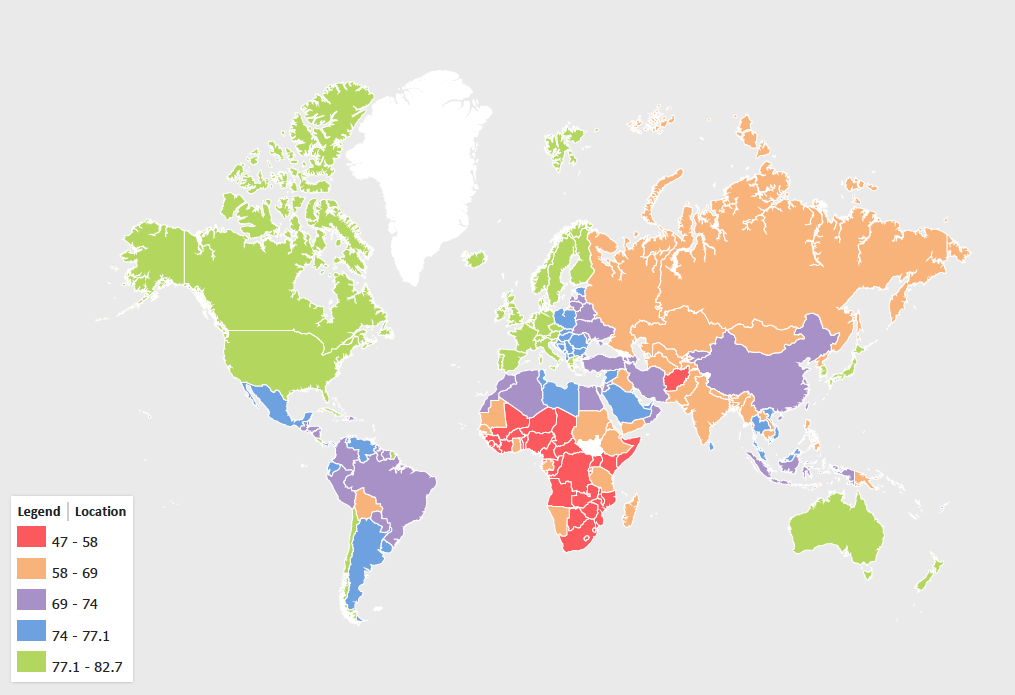 Legend | Location
47 - 58
58 - 69
69 - 74
74 - 77.1
77.1 - 82.7